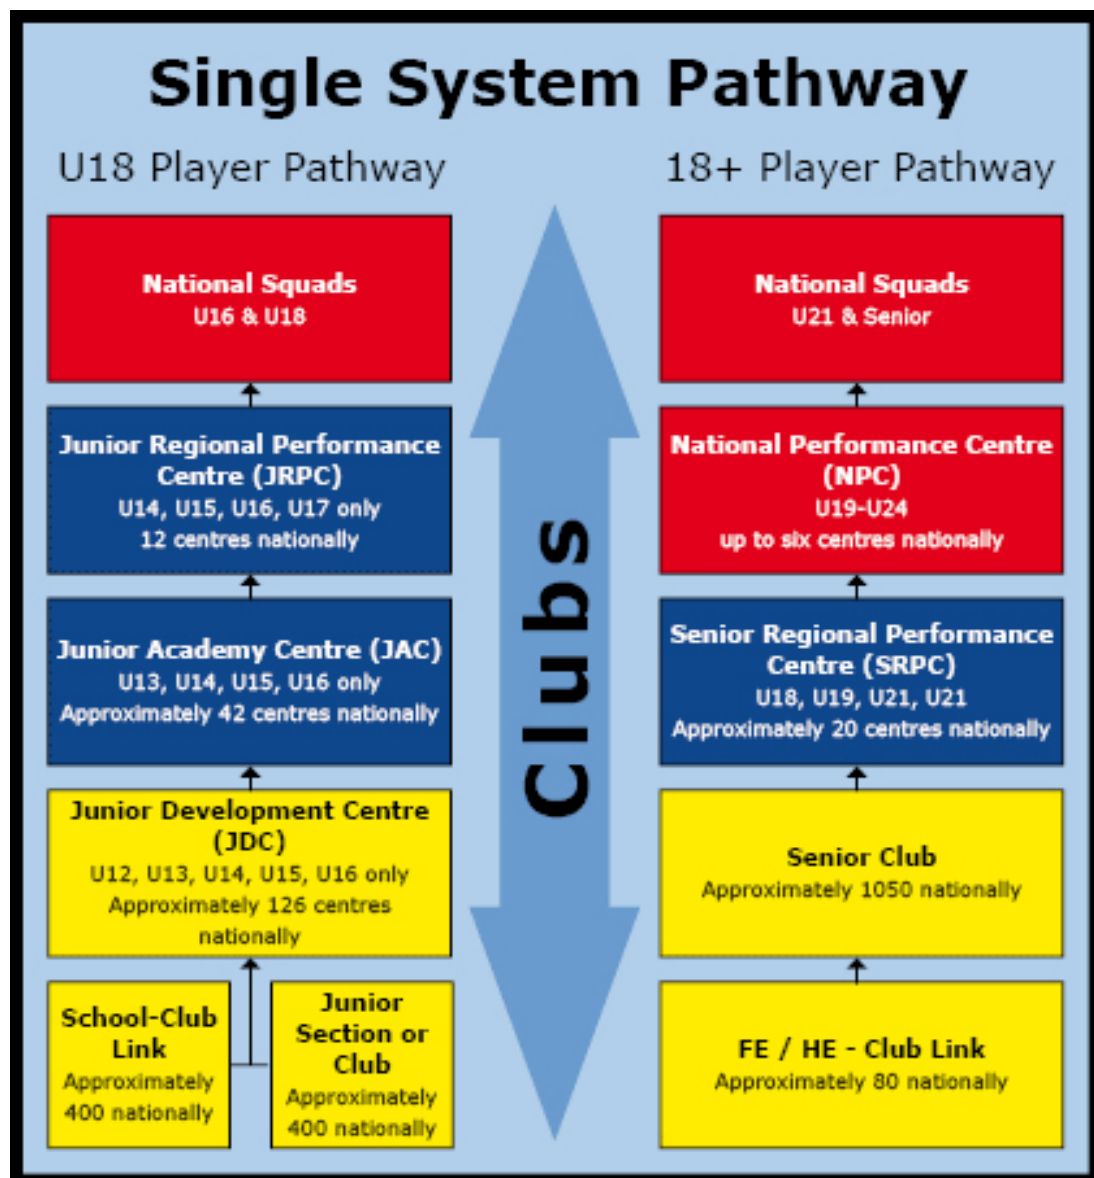 Single System Pathway
U18 Player Pathway
National Squads
U16 & U18
Junior Regional Performance
Centre (JRPC)
U14, U15, U16, U17 only
12 centres nationally
Junior Academy Centre (JAC)
U13, U14, U15, U16 only
Approximately 42 centres nationally
Junior Development Centre
(JDC)
U12, U13, U14, U15, U16 only
Approximately 126 centres
nationally
School-Club
Link
Approximately
400 nationally
Junior
Section or
Club
Approximately
400 nationally
Clubs
18+ Player Pathway
National Squads
U21 & Senior
National Performance Centre
(NPC)
U19-U24
up to six centres nationally
Senior Regional Performance
Centre (SRPC)
U18, U19, U21, U21
Approximately 20 centres nationally
Senior Club
Approximately 1050 nationally
FE / HE - Club Link
Approximately 80 nationally